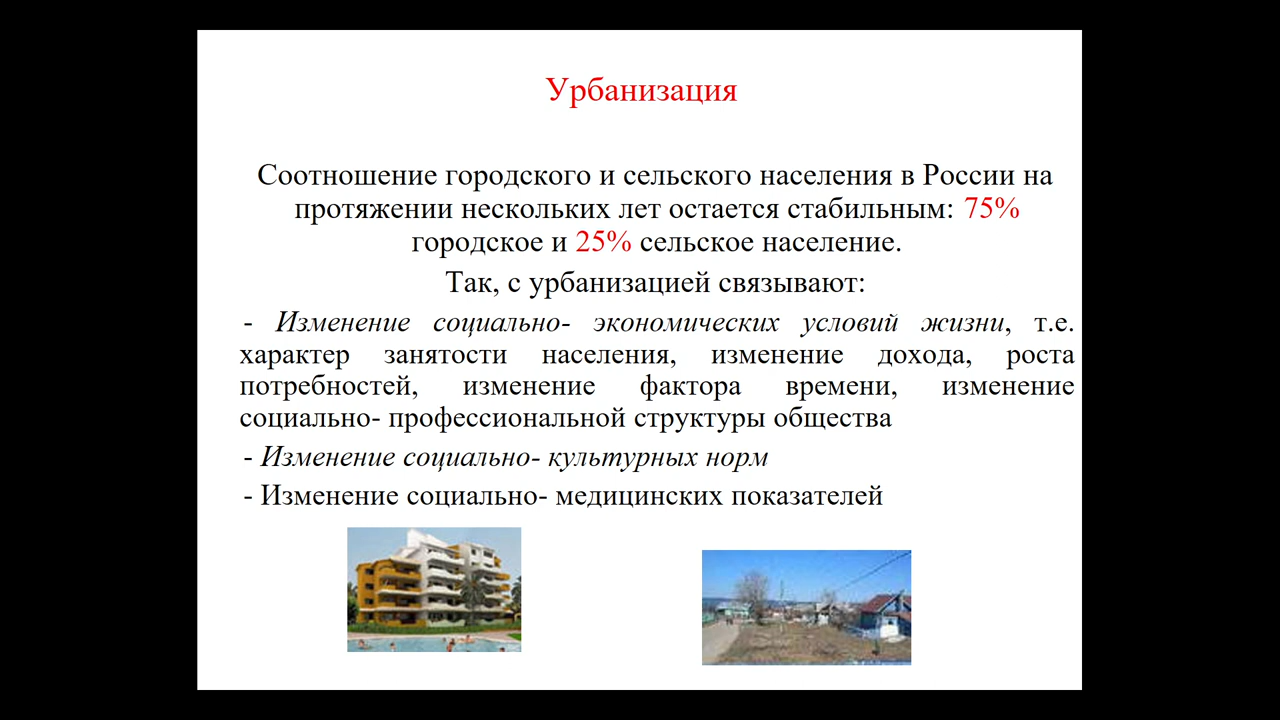 Урбанизация
Соотношение городского и сельского населения в России на
протяжении нескольких лет остается стабильным: 75%
городское и 25% сельское население.
Так, с урбанизацией связывают:
- Изменение социально- экономических условий жизни, т.е.
характер занятости населения, изменение дохода, роста
потребностей, изменение фактора времени, изменение
социально- профессиональной структуры общества
- Изменение социально- культурных норм
- Изменение социально- медицинских показателей